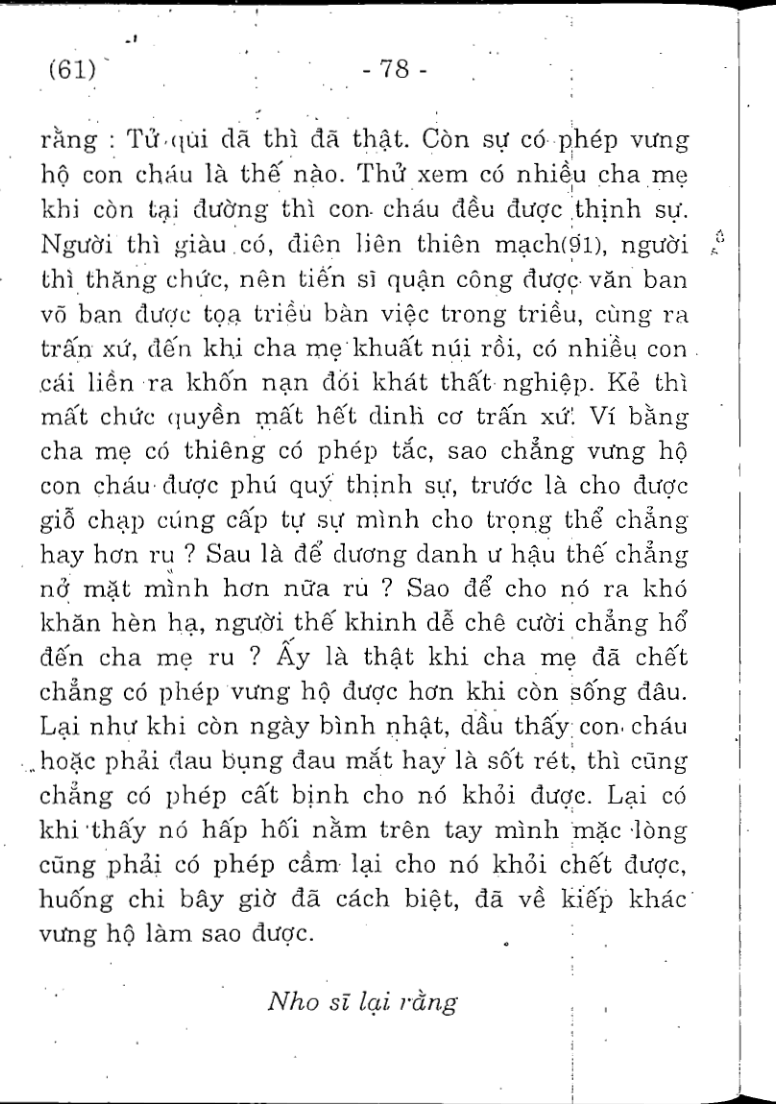 (61) - 78 -
rằng : Tử qui dã thì đã thật. Còn sự có phép vưng
hộ con cháu là thế nào. Thử xem có nhiều cha mẹ
khi còn tại đường thì con cháu đều được thịnh sự.
Người thì giàu có, điên liên thiên mạch(91), người
thì thăng chức, nên tiến sì quận công được văn ban
võ ban được tọa triều bàn việc trong triều, cùng ra
trấn xứ, đến khi cha mẹ khuất núi rồi, có nhiều con
cái liền ra khốn nạn đói khát thất nghiệp. Kẻ thì
mất chức quyền mất hết dinh cơ trấn xứ. Ví bằng
cha mẹ có thiêng có phép tắc, sao chẳng vưng hộ
con cháu được phú quý thịnh sự, trước là cho được
giỗ chạp cúng cấp tự sự mình cho trọng thể chẳng
hay hơn ru ? Sau là để dương danh ư hậu thế chẳng
nở mặt mình hơn nữa ru ? Sao để cho nó ra khó
khăn hèn hạ, người thế khinh dễ chê cười chẳng hổ
đến cha mẹ ru ? Ấy là thật khi cha mẹ đã chết
chẳng có phép vưng hộ được hơn khi còn sống đâu.
Lại như khi còn ngày bình nhật, dầu thấy con cháu
hoặc phải đau bụng đau mắt hay là sốt rét, thì cũng
chẳng có phép cất bịnh cho nó khỏi được. Lại có
khi thấy nó hấp hối nằm trên tay mình mặc lòng
cũng phải có phép cầm lại cho nó khỏi chết được,
huống chi bây giờ đã cách biệt, đã về kiếp khác
vưng hộ làm sao được.
Nho sĩ lại rằng